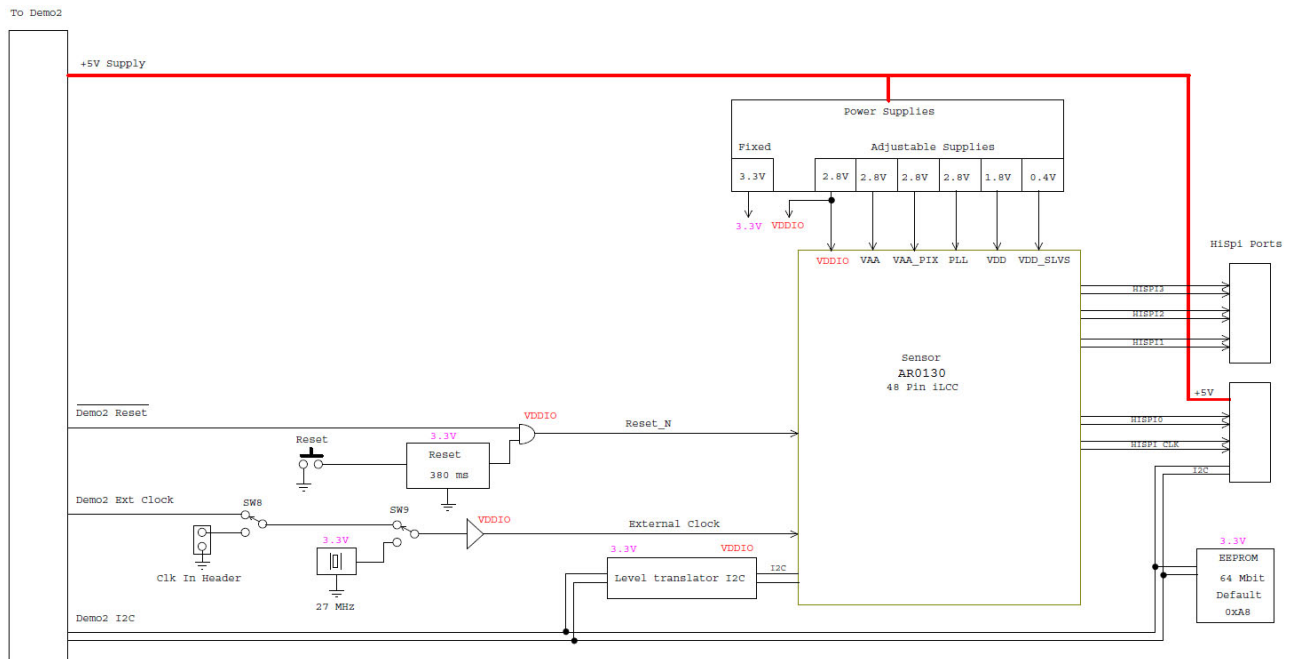 To Demo2
+5V Supply
Power Supplies
Fixed
Adjustable Supplies
3.3V
2.8V
2.8V
2.8V
2.8V
1.8V
0.4V
3.3V
VDDIO
HiSpi Ports
VDDIO
VAA
VAA_PIX
PLL
VDD
VDD_SLVS
HISPI3
HISPI2
HISPI1
Sensor
AR0130
48 Pin iLCC
+5V
Demo2 Reset
VDDIO
Reset_N
HISPI0
Reset
3.3V
HISPI CLK
Reset
380 ms
I2C
Demo2 Ext Clock
SW8
SW9
VDDIO
External Clock
3.3V
3.3V
VDDIO
3.3V
EEPROM
64 Mbit
Default
0xA8
Clk In Header
Level translator I2C
I2C
27 MHz
Demo2 I2C